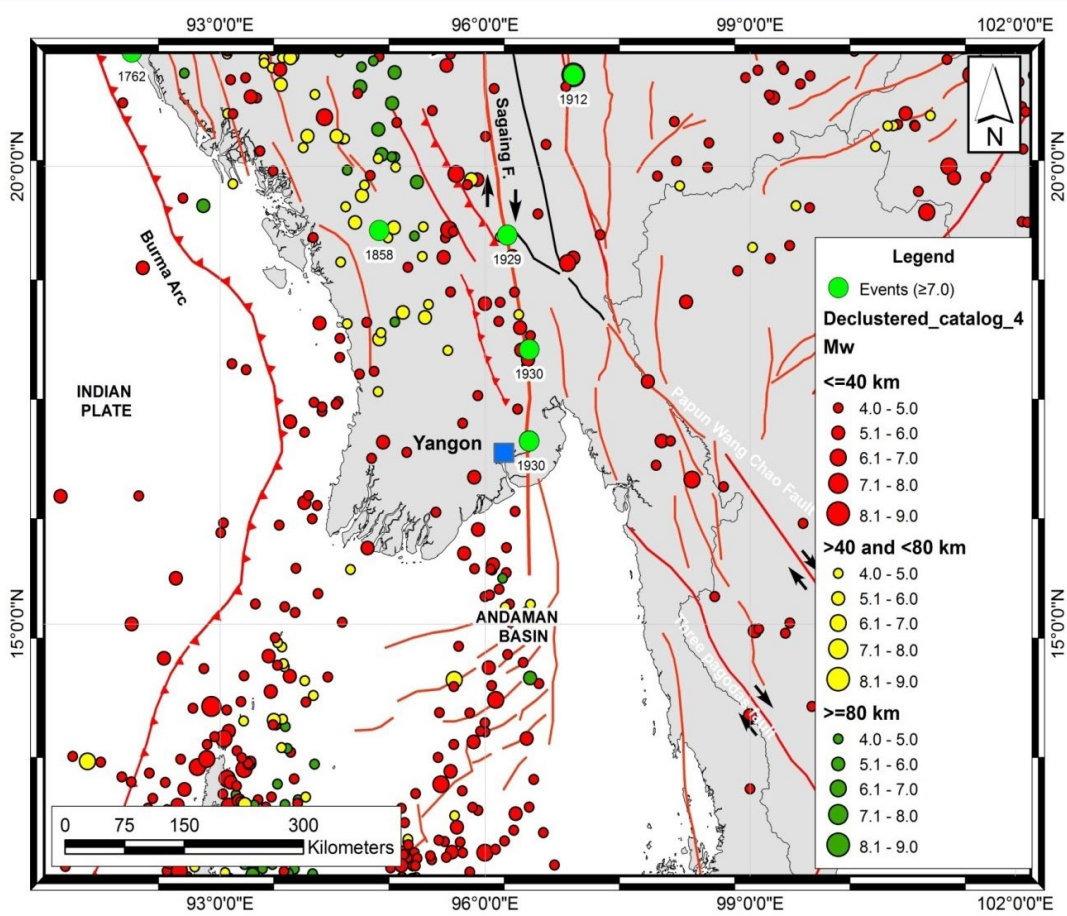 93°0'0"E 96°0'0"E 99°0'0"E 102°0'0"E
1762
1912
N
Sagaing F.
20°0'0"N
20°0'0"N
Burma Arc
1858
1929
Legend
Events (≥7.0)
Declustered_catalog_4
Mw
<=40 km
4.0 - 5.0
5.1 - 6.0
6.1 - 7.0
7.1 - 8.0
8.1 - 9.0
>40 and <80 km
4.0 - 5.0
5.1 - 6.0
6.1 - 7.0
7.1 - 8.0
8.1 - 9.0
>=80 km
4.0 - 5.0
5.1 - 6.0
6.1 - 7.0
7.1 - 8.0
8.1 - 9.0
1930
INDIAN
PLATE
Papun Wang Chao Fault
Yangon
1930
ANDAMAN
BASIN
15°0'0"N
15°0'0"N
Three pagodas Fault
i
0 75 150 300
Kilometers
93°0'0"E 96°0'0"E 99°0'0"E 102°0'0"E